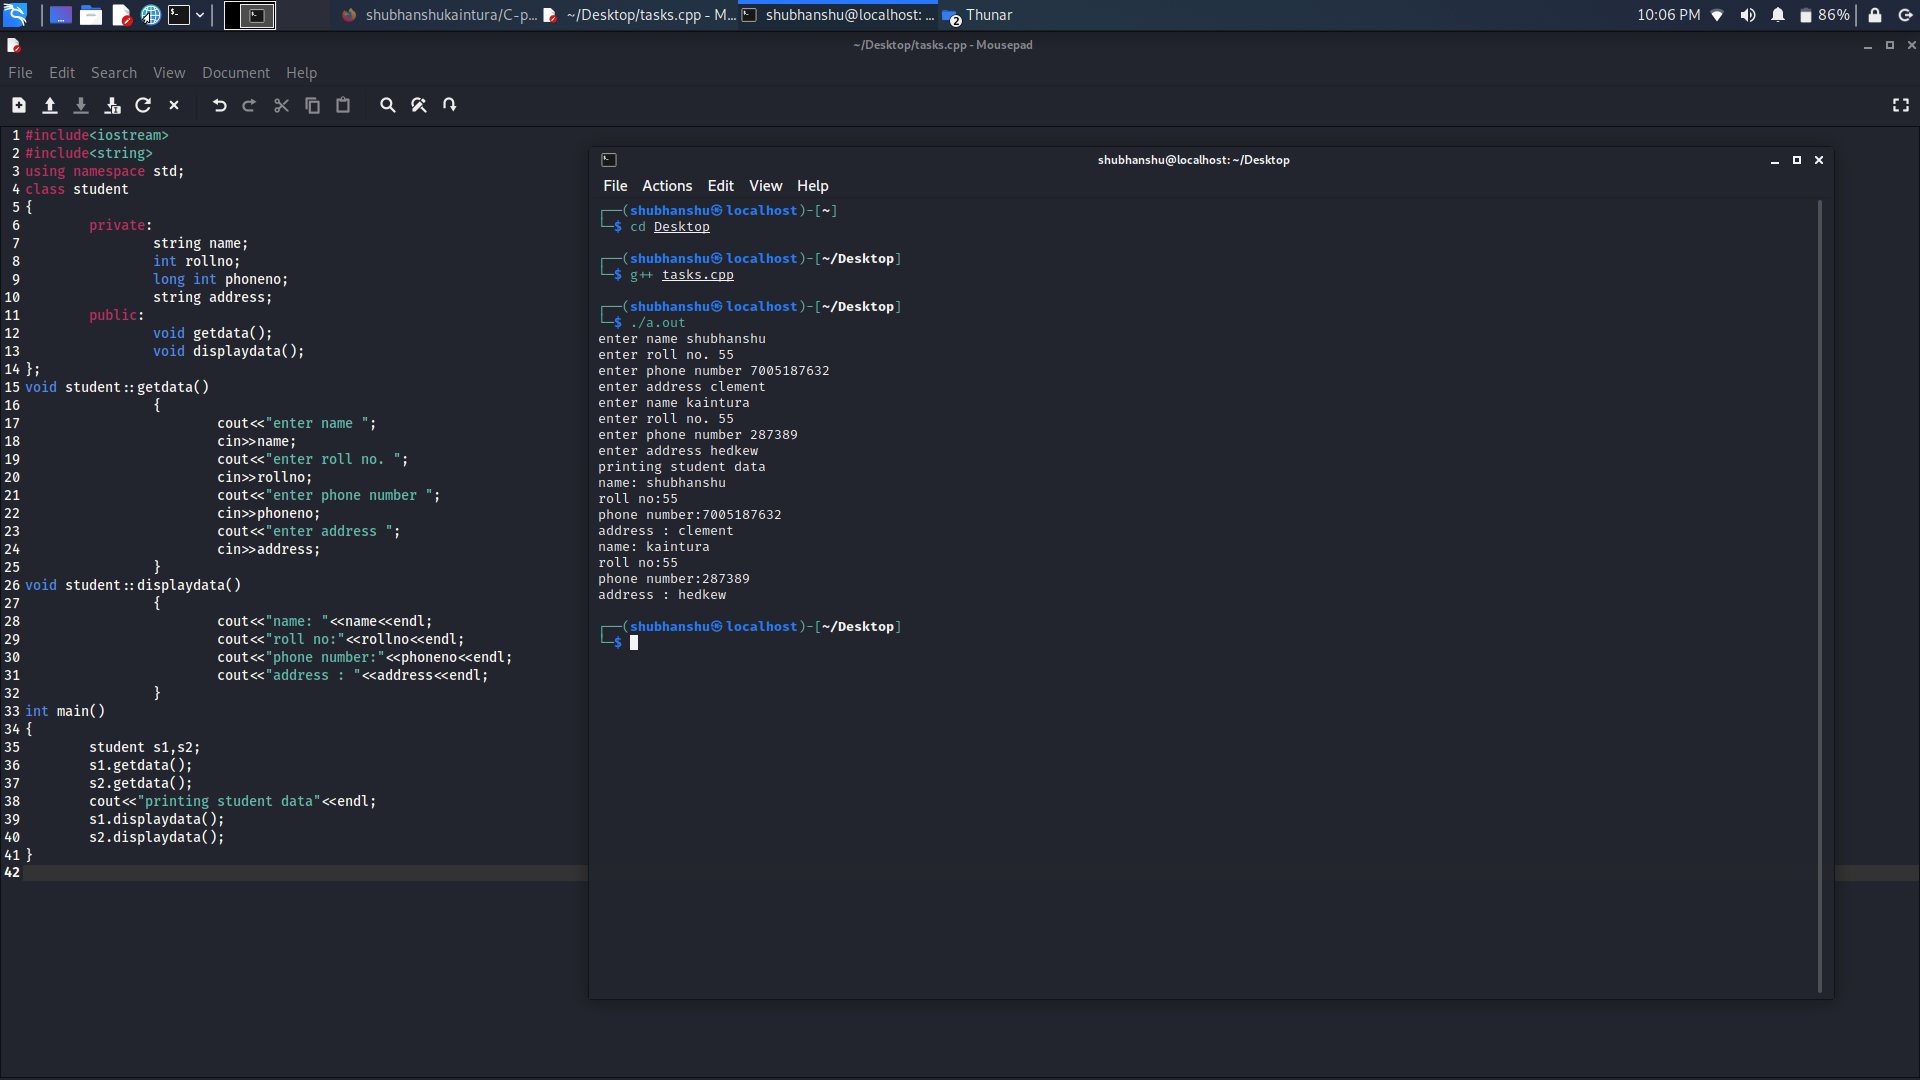 shubhanshukaintura/C-p...
~/Desktop/tasks.cpp - M...
shubhanshu@localhost: ...
2
Thunar
10:06 PM
86%
~/Desktop/tasks.cpp - Mousepad
File Edit Search View Document Help
1 #include<iostream>
2 #include<string>
3 using namespace std;
4 class student
5 {
6 private:
7 string name;
8 int rollno;
9 long int phoneno;
10 string address;
11 public:
12 void getdata();
13 void displaydata();
14 };
15 void student::getdata()
16 {
17 cout<<"enter name ";
18 cin>>name;
19 cout<<"enter roll no. ";
20 cin>>rollno;
21 cout<<"enter phone number ";
22 cin>>phoneno;
23 cout<<"enter address ";
24 cin>>address;
25 }
26 void student::displaydata()
27 {
28 cout<<"name: "<<name<<endl;
29 cout<<"roll no:"<<rollno<<endl;
30 cout<<"phone number:"<<phoneno<<endl;
31 cout<<"address : "<<address<<endl;
32 }
33 int main()
34 {
35 student s1,s2;
36 s1.getdata();
37 s2.getdata();
38 cout<<"printing student data"<<endl;
39 s1.displaydata();
40 s2.displaydata();
41 }
42
shubhanshu@localhost: ~/Desktop
File Actions Edit View Help
┌──(shubhanshu㉿localhost)-[~]
└─$ cd Desktop
┌──(shubhanshu㉿localhost)-[~/Desktop]
└─$ g++ tasks.cpp
┌──(shubhanshu㉿localhost)-[~/Desktop]
└─$ ./a.out
enter name shubhanshu
enter roll no. 55
enter phone number 7005187632
enter address clement
enter name kaintura
enter roll no. 55
enter phone number 287389
enter address hedkew
printing student data
name: shubhanshu
roll no:55
phone number:7005187632
address : clement
name: kaintura
roll no:55
phone number:287389
address : hedkew
┌──(shubhanshu㉿localhost)-[~/Desktop]
└─$